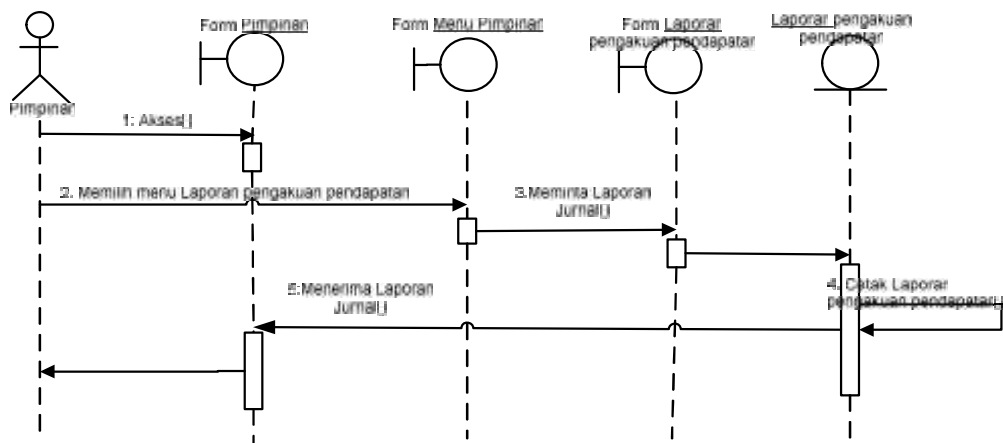 Form Pimpinan
Form Menu Pimpinan
Form Laporan
pengakuan pendapatan
Laporan pengakuan
pendapatan
Pimpinan
1: Akses()
2. Memilih menu Laporan pengakuan pendapatan
3.Meminta Laporan
Jurnal()
4. Cetak Laporan
pengakuan pendapatan()
5:Menerima Laporan
Jurnal()